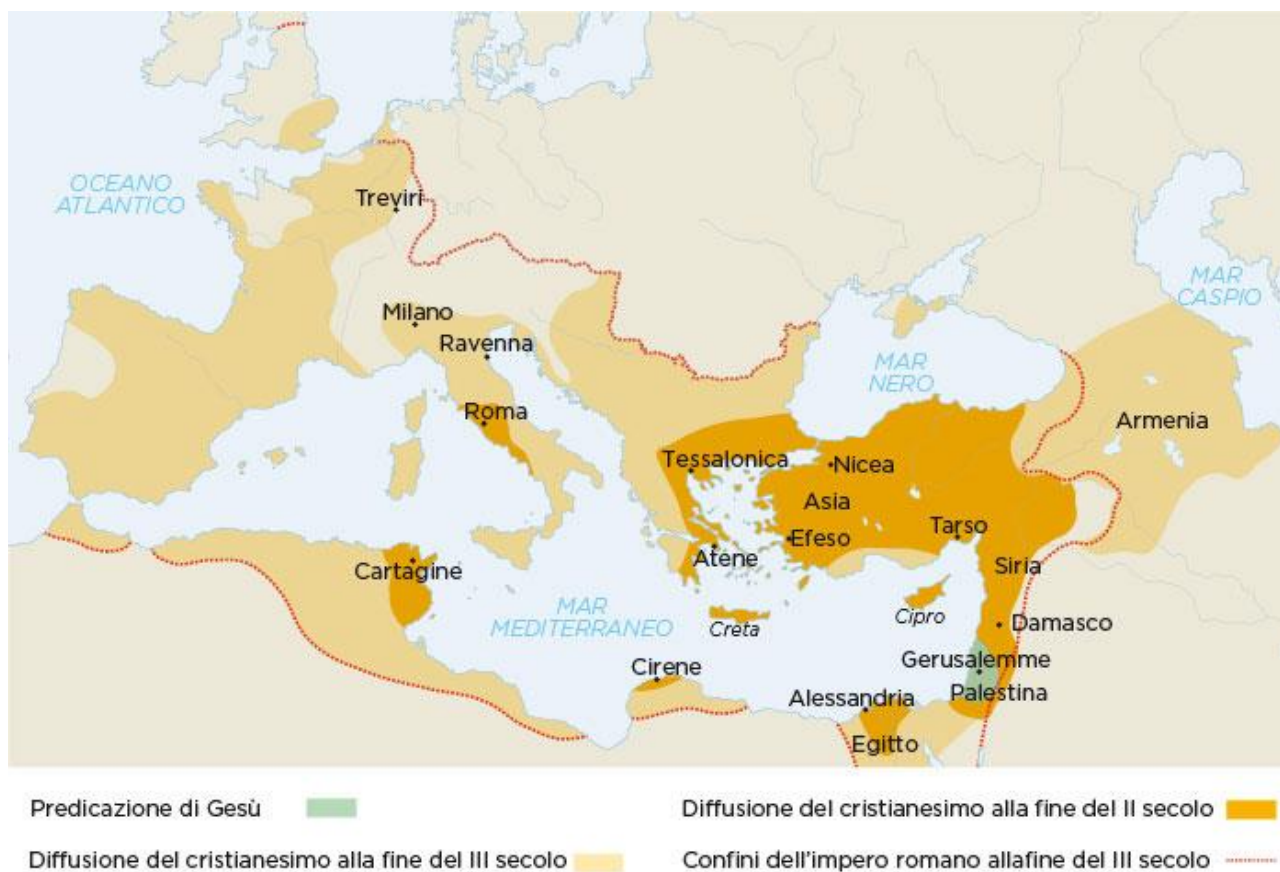 OCEANO
ATLANTICO
Treviri
MAR
CASPIO
Milano
Ravenna
MAR
NERO
Roma
Armenia
Tessalonica
Nicea
Asia
Tarso
Efeso
Atene
Siria
Cartagine
MAR
MEDITERRANEO
Creta
Cipro
Damasco
Cirene
Gerusalemme
Alessandria
Palestina
Egitto
Predicazione di Gesù
Diffusione del cristianesimo alla fine del II secolo
Diffusione del cristianesimo alla fine del III secolo
Confini dell'impero romano allafine del III secolo